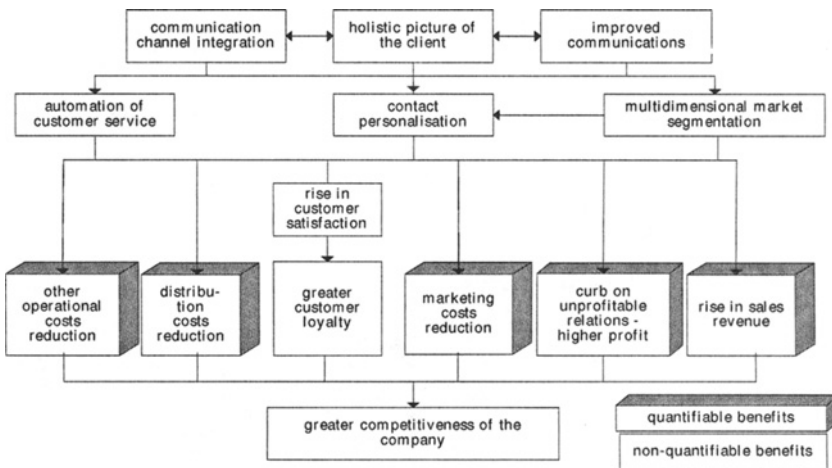 communication
channel integration
holistic picture of
the client
improved
communications
automation of
customer service
contact
personalisation
multidimensional market
segmentation
rise in
customer
satisfaction
other
operational
costs
reduction
distribu-
tion
costs
reduction
greater
customer
loyalty
marketing
costs
reduction
curb on
unprofitable
relations -
higher profit
rise in sales
revenue
greater competitiveness of the
company
quantifiable benefits
non-quantifiable benefits